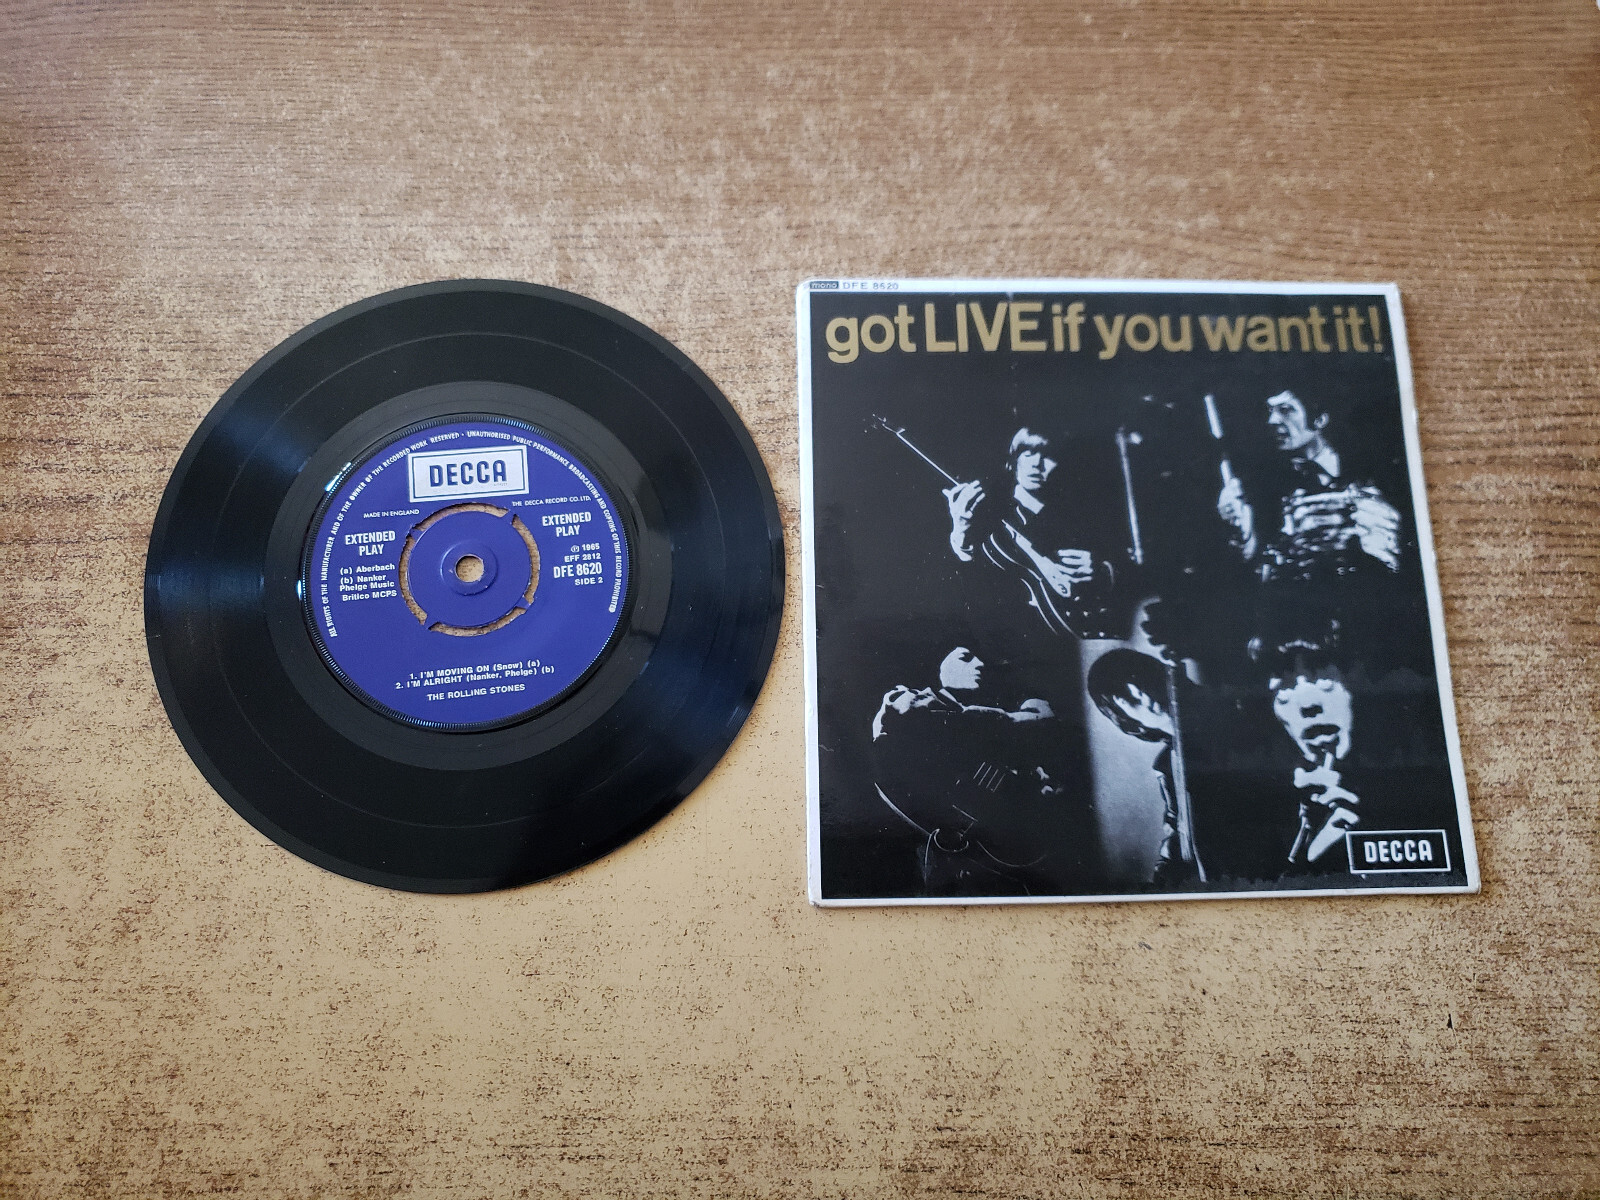 ALL RIGHTS OF THE MANUFACTURER AND OF THE OWNER OF THE RECORDED WORK RESERVED · UNAUTHORISED PUBLIC PERFORMANCE BROADCASTING AND COPYING OF THIS RECORD PROHIBITED
DECCA
MADE IN ENGLAND
THE DECCA RECORD CO. LTD.
EXTENDED
PLAY
(a) Aberbach
(b) Nanker
Phelge Music
Britico MCPS
EXTENDED
PLAY
℗ 1965
EFF 2812
DFE 8620
SIDE 2
1. I'M MOVING ON (Snow) (a)
2. I'M ALRIGHT (Nanker, Phelge) (b)
THE ROLLING STONES
mono DFE 8620
got LIVE if you want it!
DECCA